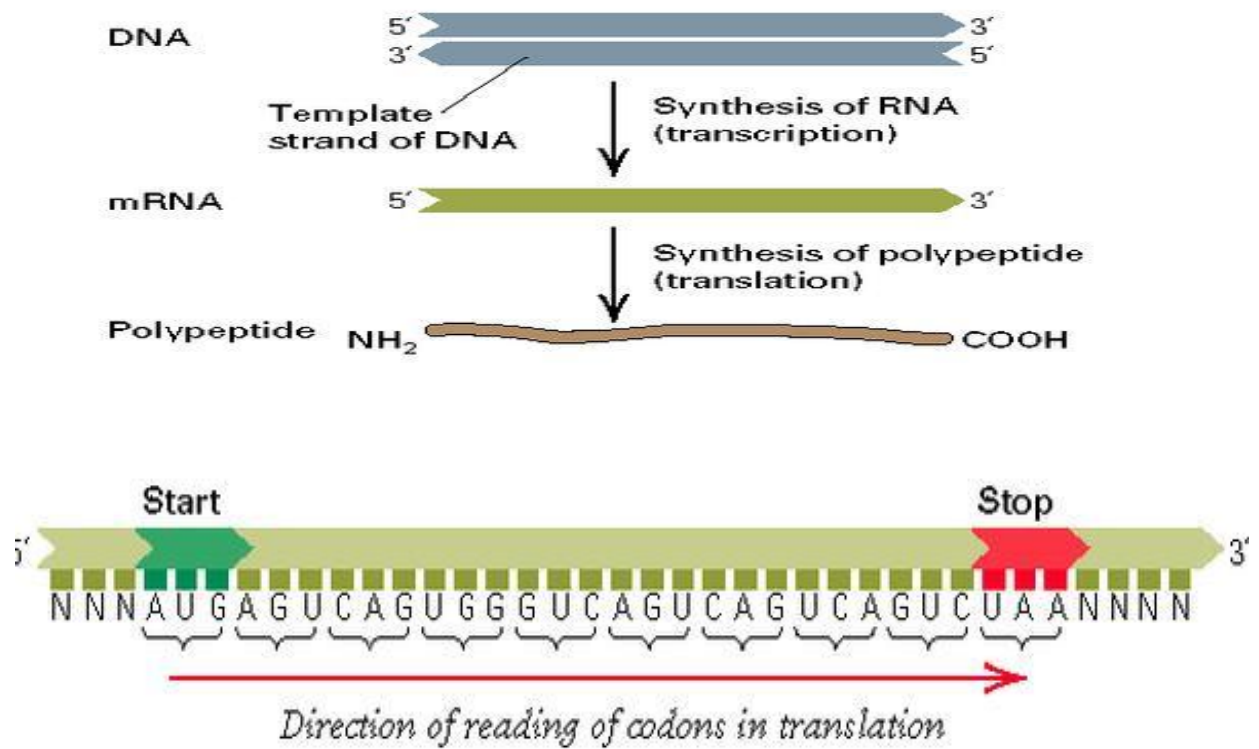 DNA
5′ 3′
3′ 5′
Template
strand of DNA
Synthesis of RNA
(transcription)
mRNA
5′ 3′
Synthesis of polypeptide
(translation)
Polypeptide
NH₂ COOH
Start Stop
5′ 3′
N N N A U G A G U C A G U G G G U C A G U C A G U C A G U C U A A N N N N
Direction of reading of codons in translation